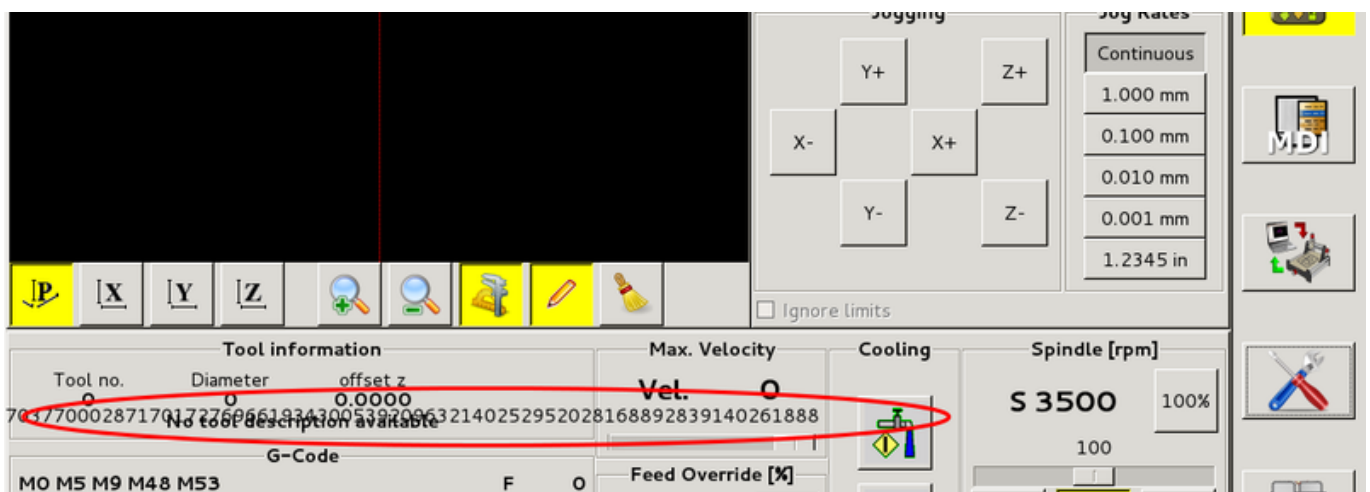 Jogging
Jog Rates
Continuous
Y+
Z+
1.000 mm
X-
X+
0.100 mm
0.010 mm
Y-
Z-
0.001 mm
1.2345 in
MDI
P
X
Y
Z
Ignore limits
Tool information
Max. Velocity
Cooling
Spindle [rpm]
Tool no.
Diameter
offset z
0
0
0.0000
Vel. 0
S 3500
100%
No tool description available
100
G-Code
Feed Override [%]
M0 M5 M9 M48 M53
F 0